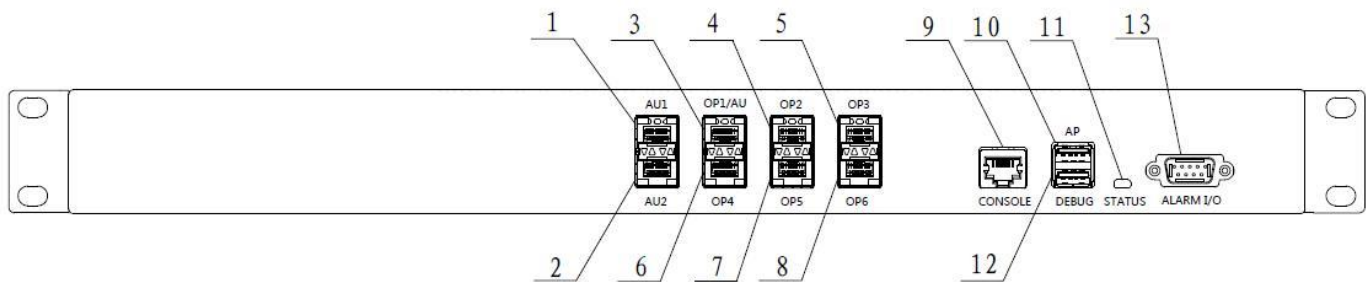 1 3 4 5 9 10 11 13
AU1 OP1/AU OP2 OP3 AP
AU2 OP4 OP5 OP6 CONSOLE DEBUG STATUS ALARM I/O
2 6 7 8 12